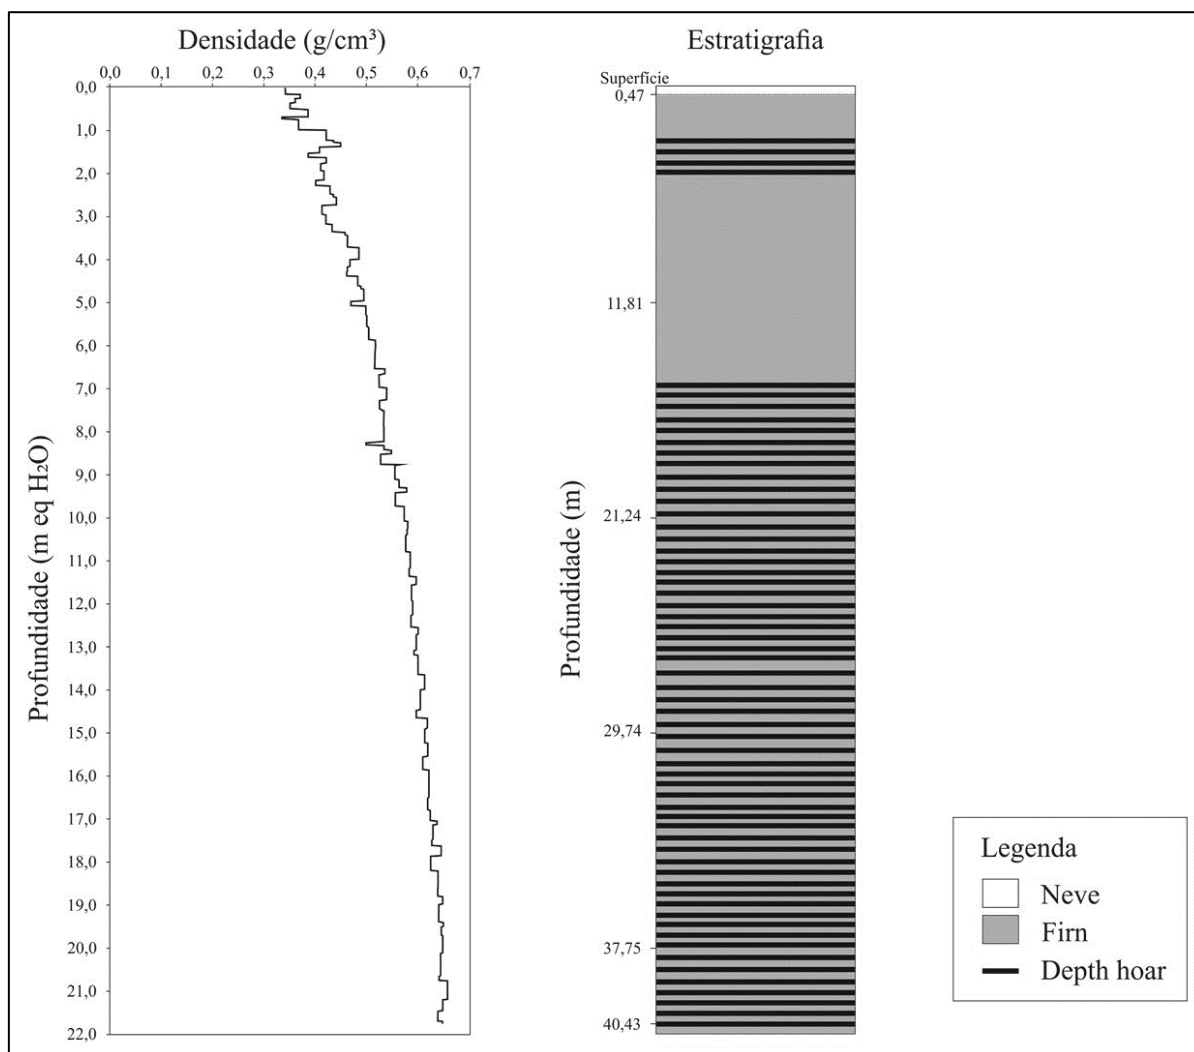 Densidade (g/cm³)
0,0 0,1 0,2 0,3 0,4 0,5 0,6 0,7
0,0
1,0
2,0
3,0
4,0
5,0
6,0
7,0
8,0
9,0
10,0
11,0
12,0
13,0
14,0
15,0
16,0
17,0
18,0
19,0
20,0
21,0
22,0
Profundidade (m eq H₂O)
Estratigrafia
Superfície
0,47
11,81
21,24
29,74
37,75
40,43
Profundidade (m)
Legenda
Neve
Firn
Depth hoar